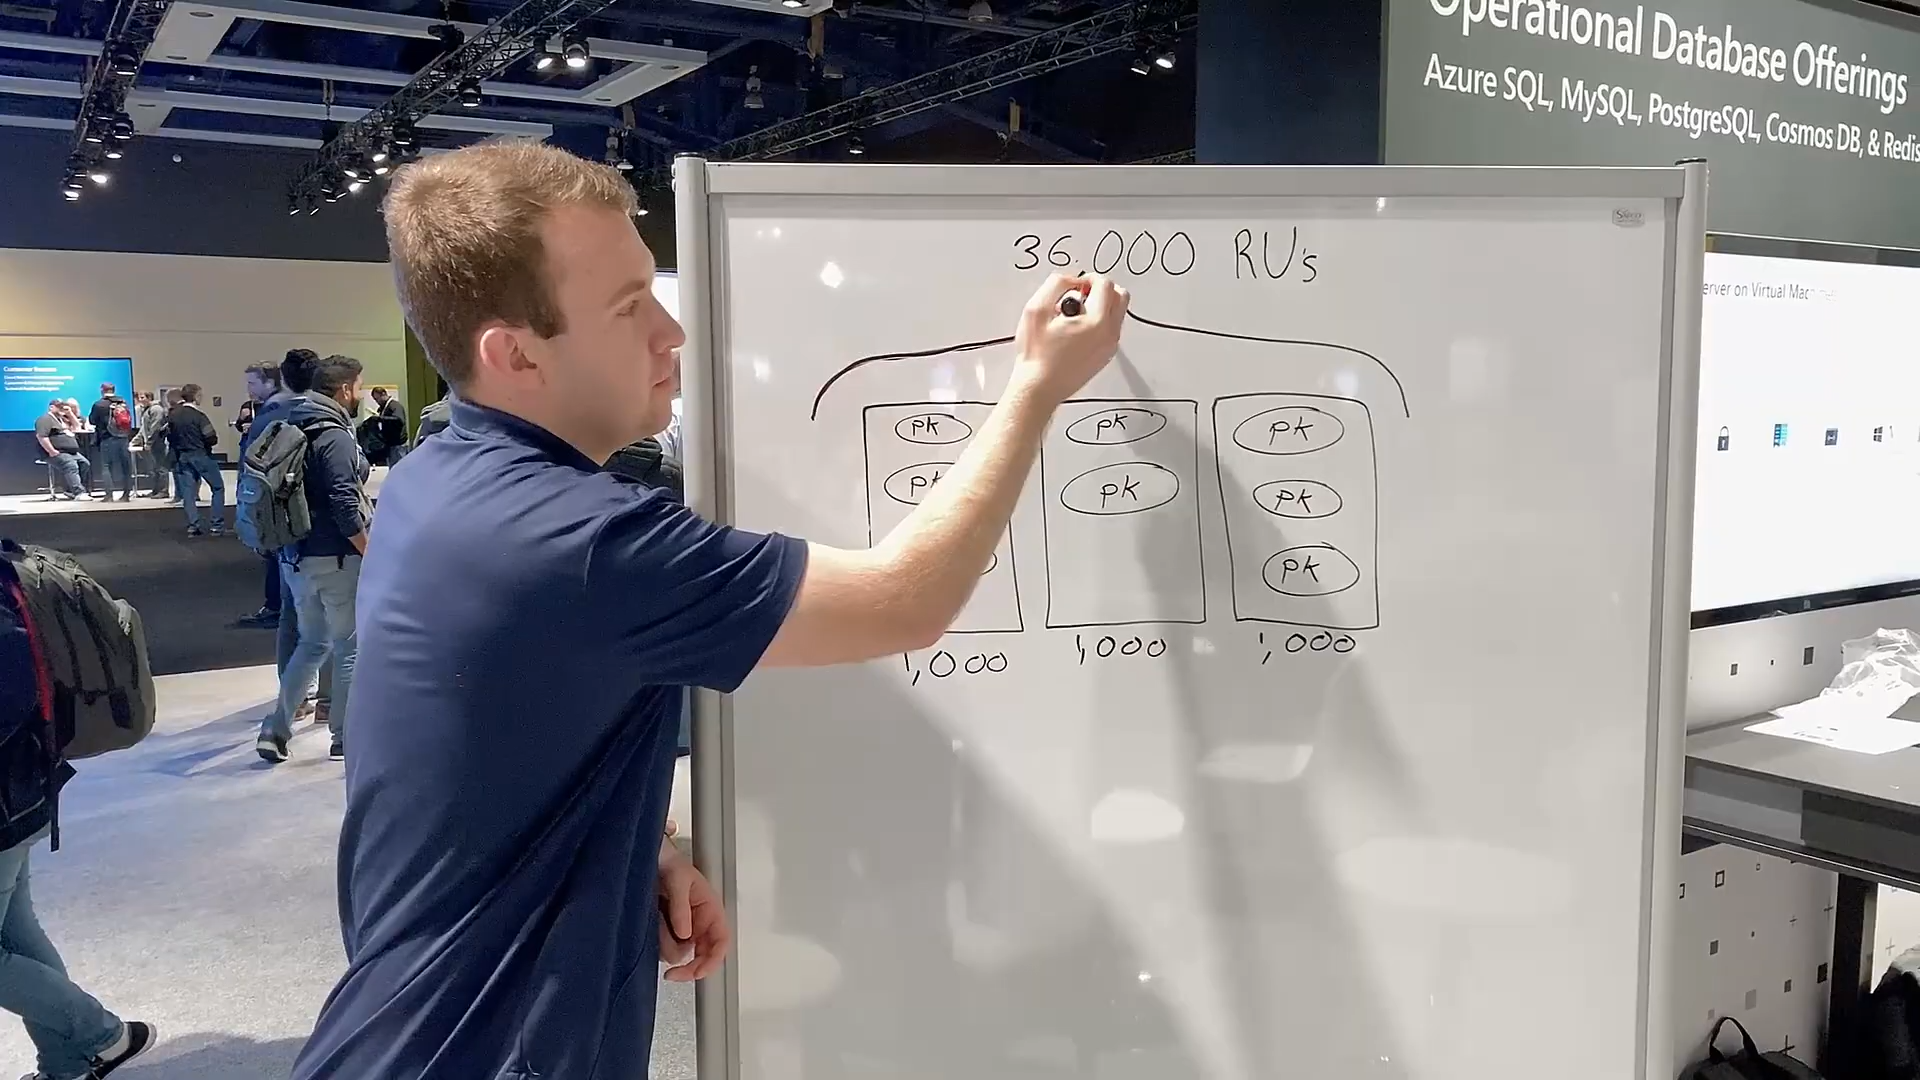 Operational Database Offerings
Azure SQL, MySQL, PostgreSQL, Cosmos DB, & Redis
36,000 RU's
pk pk pk
pk pk pk
pk
1,000 1,000 1,000
erver on Virtual Mac